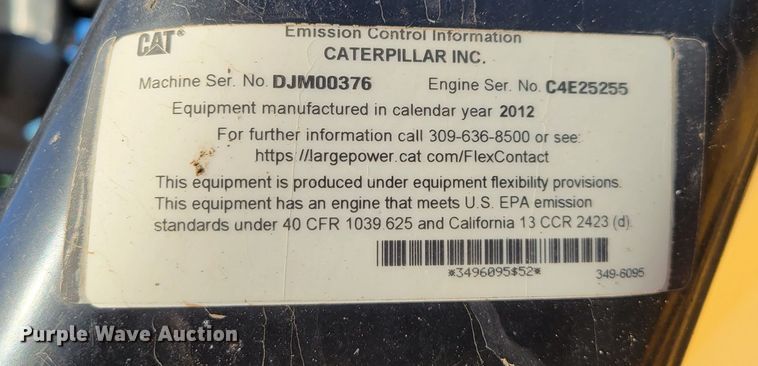 CAT
Emission Control Information
CATERPILLAR INC.
Machine Ser. No. DJM00376 Engine Ser. No. C4E25255
Equipment manufactured in calendar year 2012
For further information call 309-636-8500 or see:
https://largepower.cat.com/FlexContact
This equipment is produced under equipment flexibility provisions.
This equipment has an engine that meets U.S. EPA emission
standards under 40 CFR 1039.625 and California 13 CCR 2423 (d).
*3496095$52* 349-6095
Purple Wave Auction